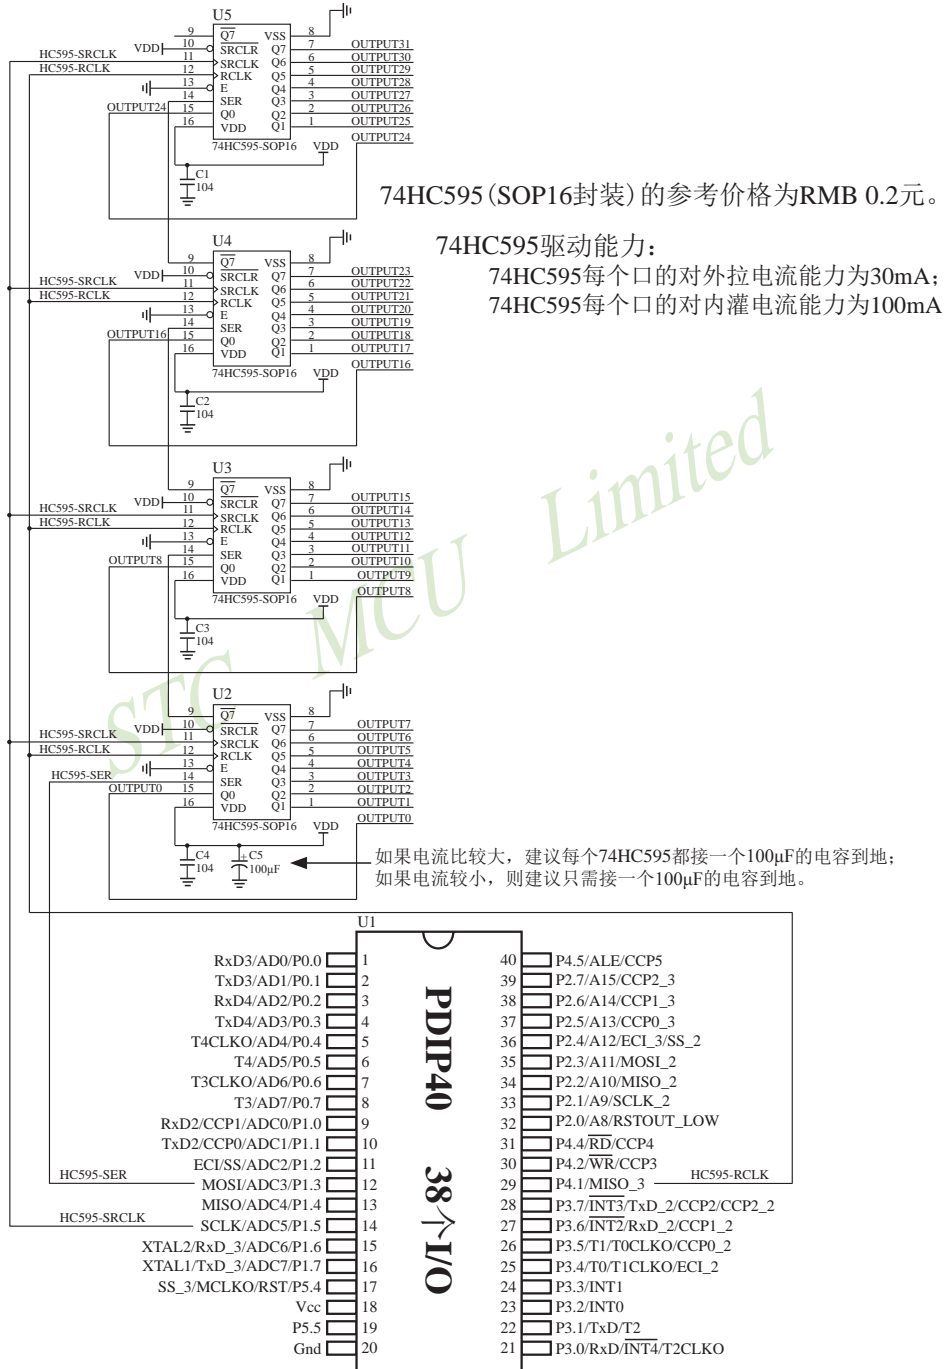 U5
9 Q7 VSS 8
VDD 10 SRCLR Q7 7 OUTPUT31
HC595-SRCLK 11 SRCLK Q6 6 OUTPUT30
HC595-RCLK 12 RCLK Q5 5 OUTPUT29
13 E Q4 4 OUTPUT28
14 SER Q3 3 OUTPUT27
OUTPUT24 15 Q0 Q2 2 OUTPUT26
16 VDD Q1 1 OUTPUT25
OUTPUT24
74HC595-SOP16 VDD
C1
104
74HC595(SOP16封装)的参考价格为RMB 0.2元。
74HC595驱动能力：
74HC595每个口的对外拉电流能力为30mA；
74HC595每个口的对内灌电流能力为100mA
U4
9 Q7 VSS 8
VDD 10 SRCLR Q7 7 OUTPUT23
HC595-SRCLK 11 SRCLK Q6 6 OUTPUT22
HC595-RCLK 12 RCLK Q5 5 OUTPUT21
13 E Q4 4 OUTPUT20
14 SER Q3 3 OUTPUT19
OUTPUT16 15 Q0 Q2 2 OUTPUT18
16 VDD Q1 1 OUTPUT17
OUTPUT16
74HC595-SOP16 VDD
C2
104
STC MCU Limited
U3
9 Q7 VSS 8
VDD 10 SRCLR Q7 7 OUTPUT15
HC595-SRCLK 11 SRCLK Q6 6 OUTPUT14
HC595-RCLK 12 RCLK Q5 5 OUTPUT13
13 E Q4 4 OUTPUT12
14 SER Q3 3 OUTPUT11
OUTPUT8 15 Q0 Q2 2 OUTPUT10
16 VDD Q1 1 OUTPUT9
OUTPUT8
74HC595-SOP16 VDD
C3
104
U2
9 Q7 VSS 8
VDD 10 SRCLR Q7 7 OUTPUT7
HC595-SRCLK 11 SRCLK Q6 6 OUTPUT6
HC595-RCLK 12 RCLK Q5 5 OUTPUT5
13 E Q4 4 OUTPUT4
HC595-SER 14 SER Q3 3 OUTPUT3
OUTPUT0 15 Q0 Q2 2 OUTPUT2
16 VDD Q1 1 OUTPUT1
OUTPUT0
74HC595-SOP16 VDD
C4 + C5
104 100μF
如果电流比较大，建议每个74HC595都接一个100μF的电容到地；
如果电流较小，则建议只需接一个100μF的电容到地。
U1
PDIP40 38个I/O
RxD3/AD0/P0.0 1 40 P4.5/ALE/CCP5
TxD3/AD1/P0.1 2 39 P2.7/A15/CCP2_3
RxD4/AD2/P0.2 3 38 P2.6/A14/CCP1_3
TxD4/AD3/P0.3 4 37 P2.5/A13/CCP0_3
T4CLKO/AD4/P0.4 5 36 P2.4/A12/ECI_3/SS_2
T4/AD5/P0.5 6 35 P2.3/A11/MOSI_2
T3CLKO/AD6/P0.6 7 34 P2.2/A10/MISO_2
T3/AD7/P0.7 8 33 P2.1/A9/SCLK_2
RxD2/CCP1/ADC0/P1.0 9 32 P2.0/A8/RSTOUT_LOW
TxD2/CCP0/ADC1/P1.1 10 31 P4.4/RD/CCP4
ECI/SS/ADC2/P1.2 11 30 P4.2/WR/CCP3
HC595-SER MOSI/ADC3/P1.3 12 29 P4.1/MISO_3 HC595-RCLK
MISO/ADC4/P1.4 13 28 P3.7/INT3/TxD_2/CCP2/CCP2_2
HC595-SRCLK SCLK/ADC5/P1.5 14 27 P3.6/INT2/RxD_2/CCP1_2
XTAL2/RxD_3/ADC6/P1.6 15 26 P3.5/T1/T0CLKO/CCP0_2
XTAL1/TxD_3/ADC7/P1.7 16 25 P3.4/T0/T1CLKO/ECI_2
SS_3/MCLKO/RST/P5.4 17 24 P3.3/INT1
Vcc 18 23 P3.2/INT0
P5.5 19 22 P3.1/TxD/T2
Gnd 20 21 P3.0/RxD/INT4/T2CLKO